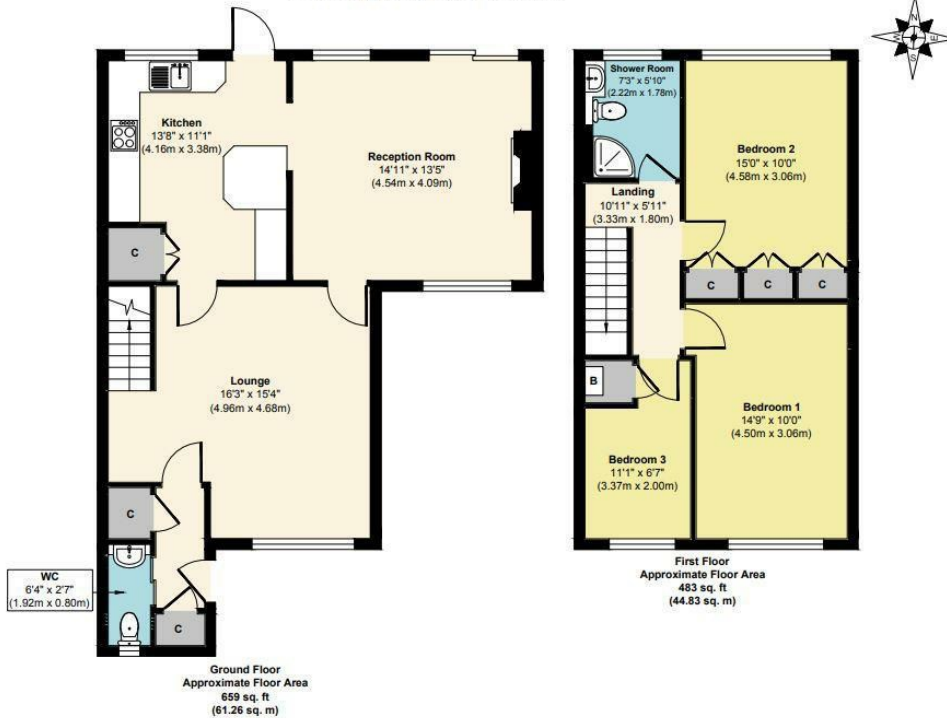 N
W
E
S
Kitchen
13'8" x 11'1"
(4.16m x 3.38m)
Reception Room
14'11" x 13'5"
(4.54m x 4.09m)
C
Lounge
16'3" x 15'4"
(4.96m x 4.68m)
C
WC
6'4" x 2'7"
(1.92m x 0.80m)
C
Ground Floor
Approximate Floor Area
659 sq. ft
(61.26 sq. m)
Shower Room
7'3" x 5'10"
(2.22m x 1.78m)
Bedroom 2
15'0" x 10'0"
(4.58m x 3.06m)
Landing
10'11" x 5'11"
(3.33m x 1.80m)
C
C
C
B
Bedroom 1
14'9" x 10'0"
(4.50m x 3.06m)
Bedroom 3
11'1" x 6'7"
(3.37m x 2.00m)
First Floor
Approximate Floor Area
483 sq. ft
(44.83 sq. m)